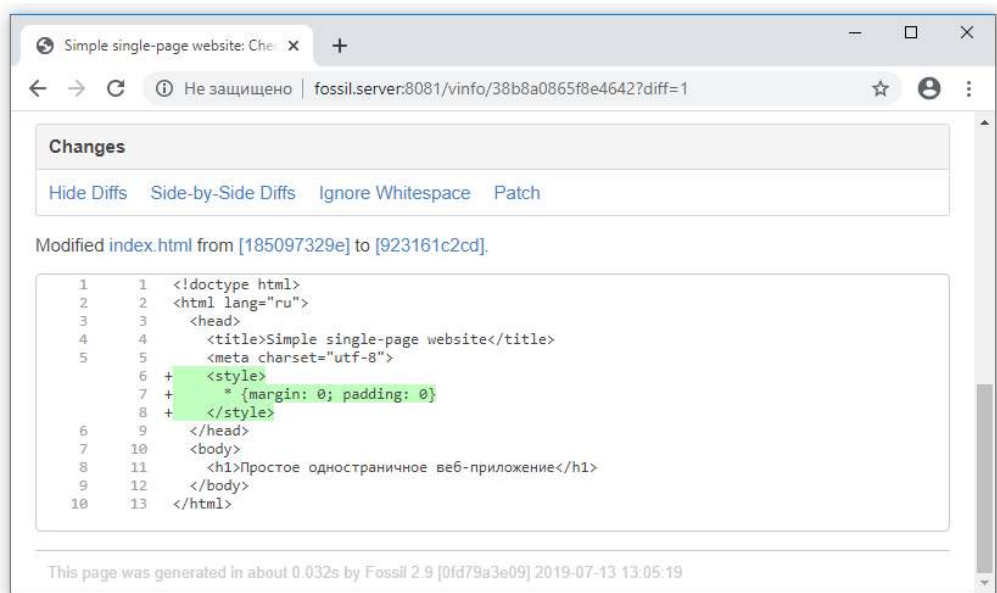 Simple single-page website: Che
Не защищено | fossil.server:8081/vinfo/38b8a0865f8e4642?diff=1
Changes
Hide Diffs Side-by-Side Diffs Ignore Whitespace Patch
Modified index.html from [185097329e] to [923161c2cd].
1 1 <!doctype html>
2 2 <html lang="ru">
3 3 <head>
4 4 <title>Simple single-page website</title>
5 5 <meta charset="utf-8">
6 + <style>
7 + * {margin: 0; padding: 0}
8 + </style>
6 9 </head>
7 10 <body>
8 11 <h1>Простое одностраничное веб-приложение</h1>
9 12 </body>
10 13 </html>
This page was generated in about 0.032s by Fossil 2.9 [0fd79a3e09] 2019-07-13 13:05:19